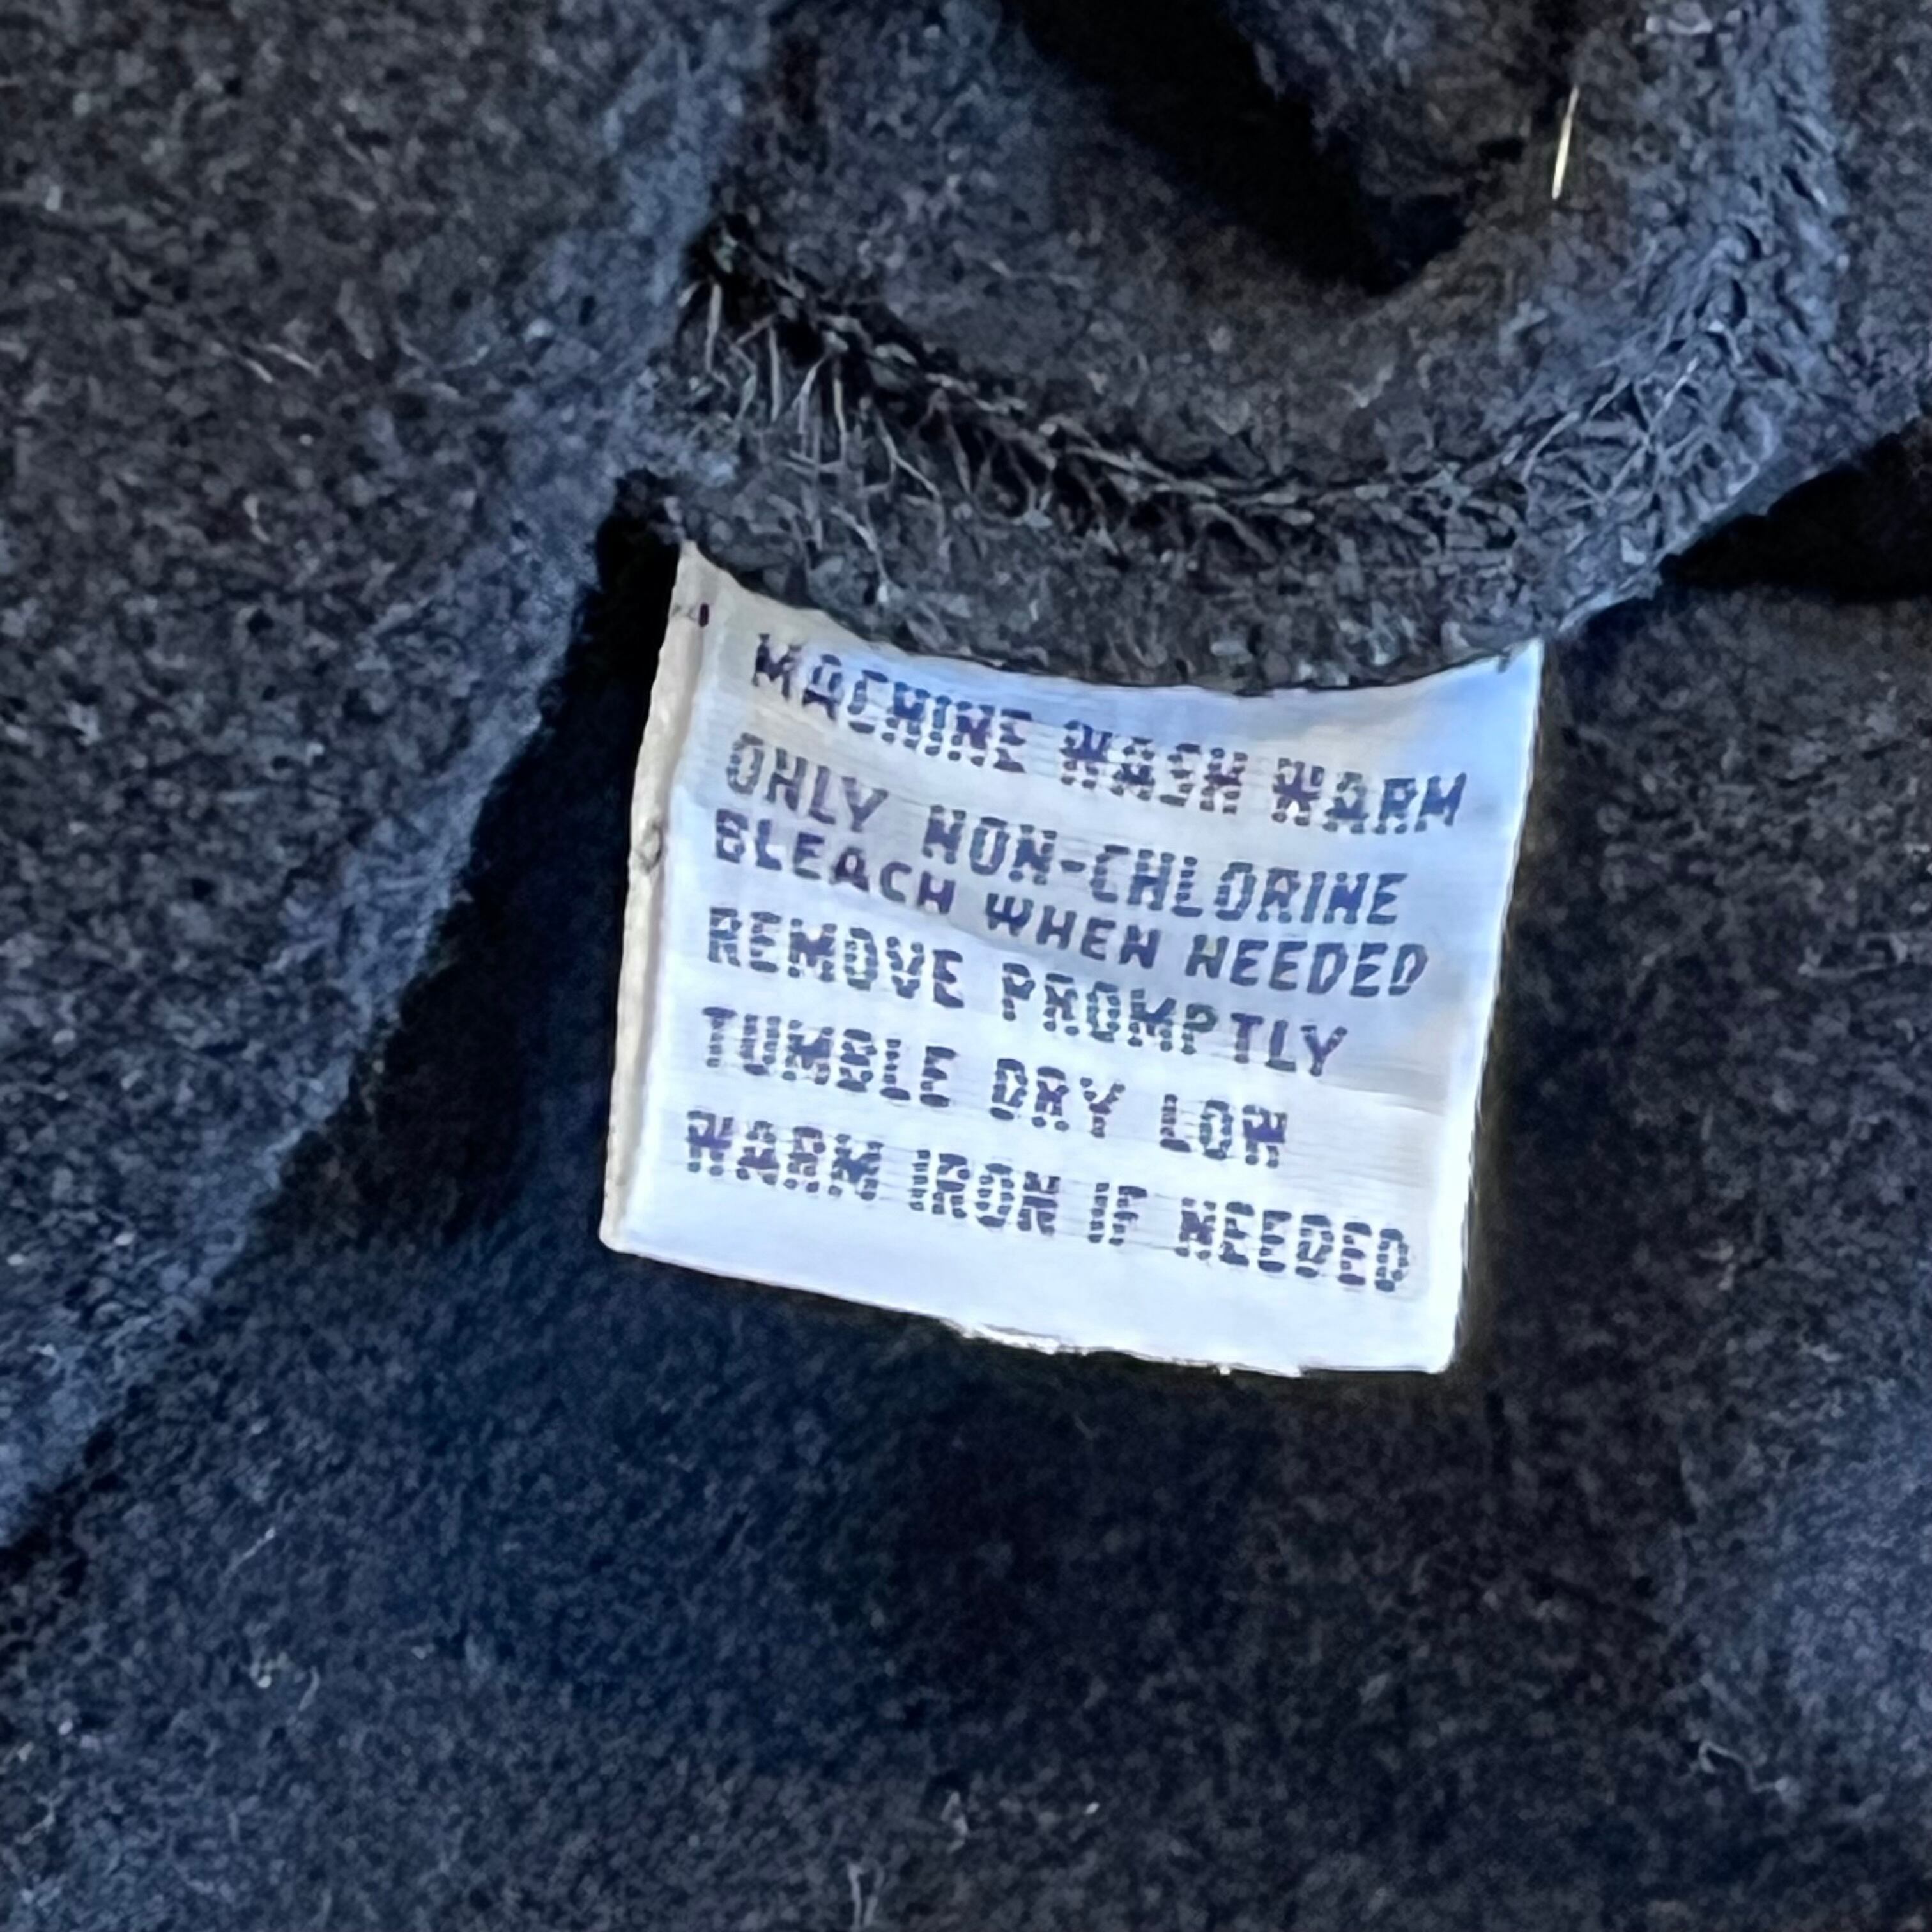 MACHINE WASH WARM
ONLY NON-CHLORINE
BLEACH WHEN NEEDED
REMOVE PROMPTLY
TUMBLE DRY LOW
WARM IRON IF NEEDED